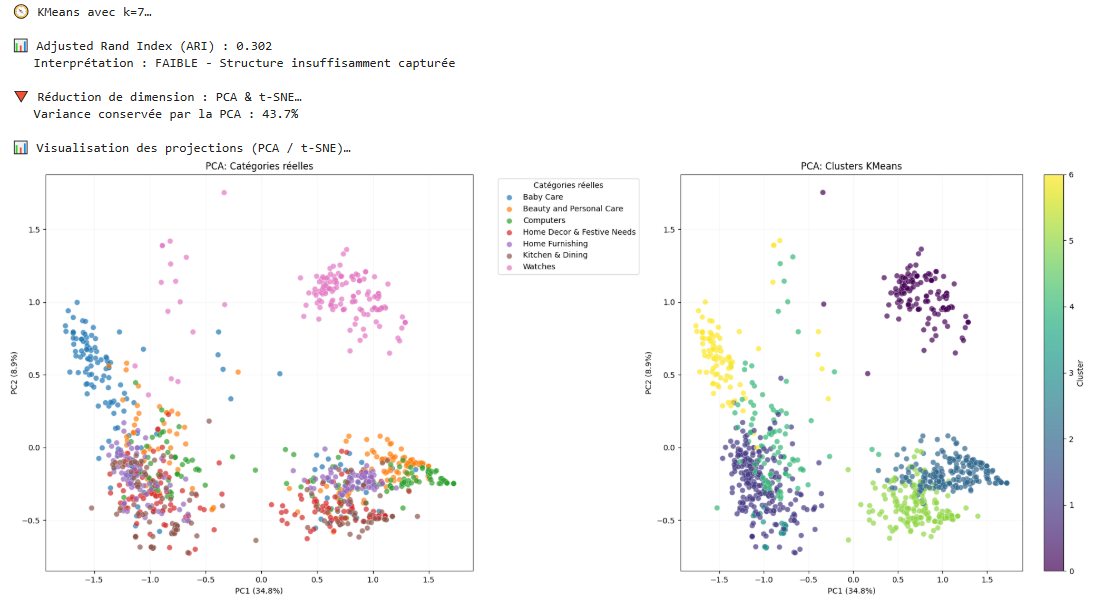 🧭 KMeans avec k=7…
📊 Adjusted Rand Index (ARI) : 0.302
Interprétation : FAIBLE - Structure insuffisamment capturée
🔻 Réduction de dimension : PCA & t-SNE…
Variance conservée par la PCA : 43.7%
📊 Visualisation des projections (PCA / t-SNE)…
PCA: Catégories réelles
PC2 (8.9%)
1.5
1.0
0.5
0.0
−0.5
−1.5 −1.0 −0.5 0.0 0.5 1.0 1.5
PC1 (34.8%)
Catégories réelles
Baby Care
Beauty and Personal Care
Computers
Home Decor & Festive Needs
Home Furnishing
Kitchen & Dining
Watches
PCA: Clusters KMeans
PC2 (8.9%)
1.5
1.0
0.5
0.0
−0.5
−1.5 −1.0 −0.5 0.0 0.5 1.0 1.5
PC1 (34.8%)
6
5
4
3
2
1
0
Cluster